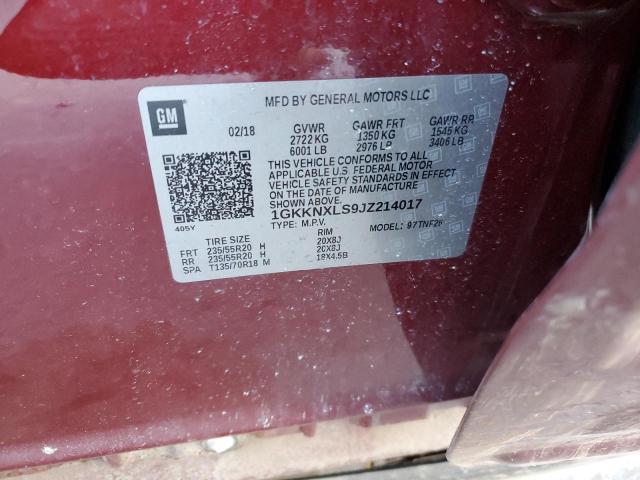 GM
MFD BY GENERAL MOTORS LLC
02/18 GVWR GAWR FRT GAWR RR
2722 KG 1350 KG 1545 KG
6001 LB 2976 LB 3406 LB
THIS VEHICLE CONFORMS TO ALL
APPLICABLE U.S. FEDERAL MOTOR
VEHICLE SAFETY STANDARDS IN EFFECT
ON THE DATE OF MANUFACTURE
SHOWN ABOVE.
1GKKNXLS9JZ214017
405Y
TYPE: M.P.V. MODEL:
TIRE SIZE RIM
FRT 235/55R20 H 20X8J
RR 235/55R20 H 20X8J
SPA T135/70R18 M 18X4.5B